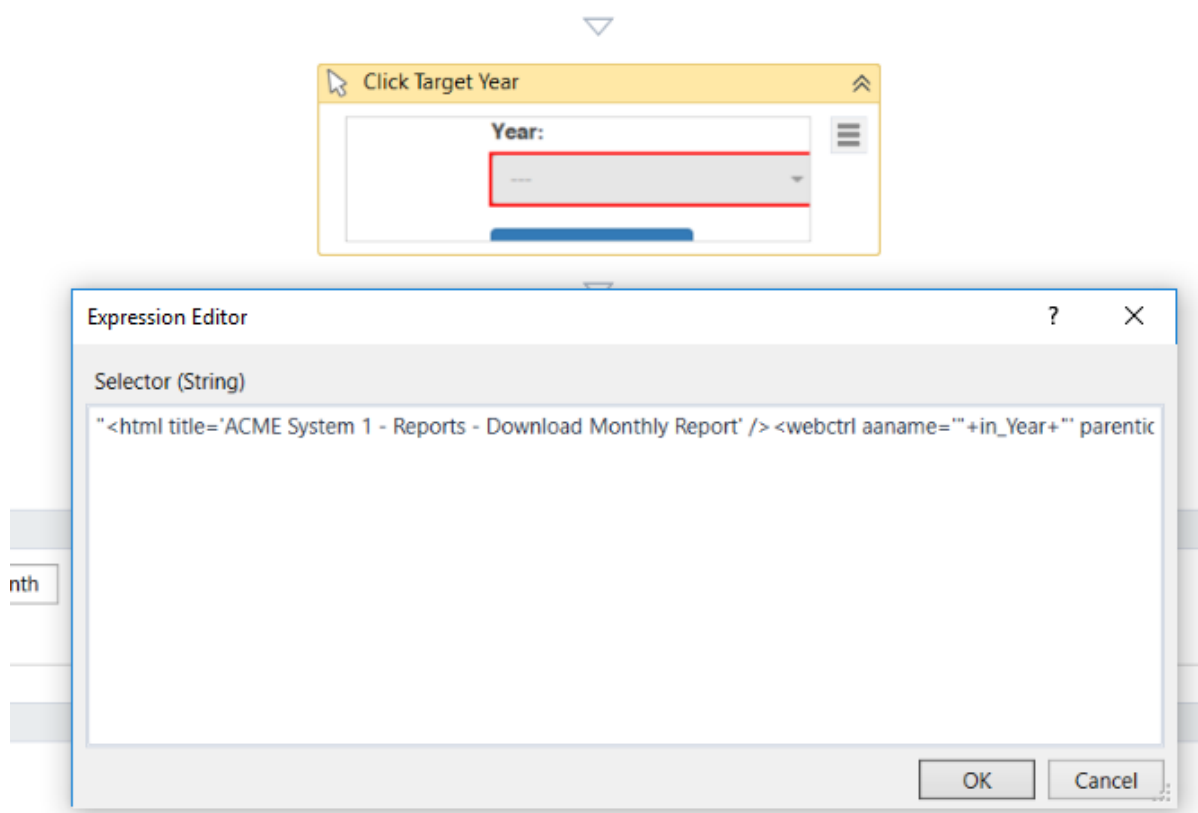 Click Target Year
Year:
---
Expression Editor
?
Selector (String)
"<html title='ACME System 1 - Reports - Download Monthly Report' /><webctrl aaname='"+in_Year+"' parentic
nth
OK
Cancel